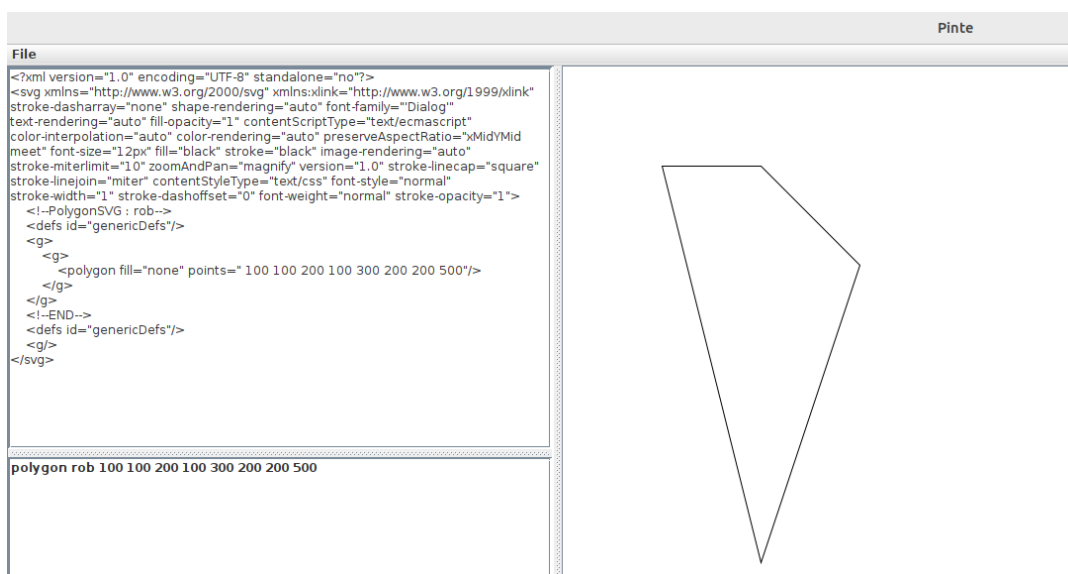 Pinte
File
<?xml version="1.0" encoding="UTF-8" standalone="no"?>
<svg xmlns="http://www.w3.org/2000/svg" xmlns:xlink="http://www.w3.org/1999/xlink"
stroke-dasharray="none" shape-rendering="auto" font-family="'Dialog'"
text-rendering="auto" fill-opacity="1" contentScriptType="text/ecmascript"
color-interpolation="auto" color-rendering="auto" preserveAspectRatio="xMidYMid
meet" font-size="12px" fill="black" stroke="black" image-rendering="auto"
stroke-miterlimit="10" zoomAndPan="magnify" version="1.0" stroke-linecap="square"
stroke-linejoin="miter" contentStyleType="text/css" font-style="normal"
stroke-width="1" stroke-dashoffset="0" font-weight="normal" stroke-opacity="1">
<!--PolygonSVG : rob-->
<defs id="genericDefs"/>
<g>
<g>
<polygon fill="none" points=" 100 100 200 100 300 200 200 500"/>
</g>
</g>
<!--END-->
<defs id="genericDefs"/>
<g/>
</svg>
polygon rob 100 100 200 100 300 200 200 500